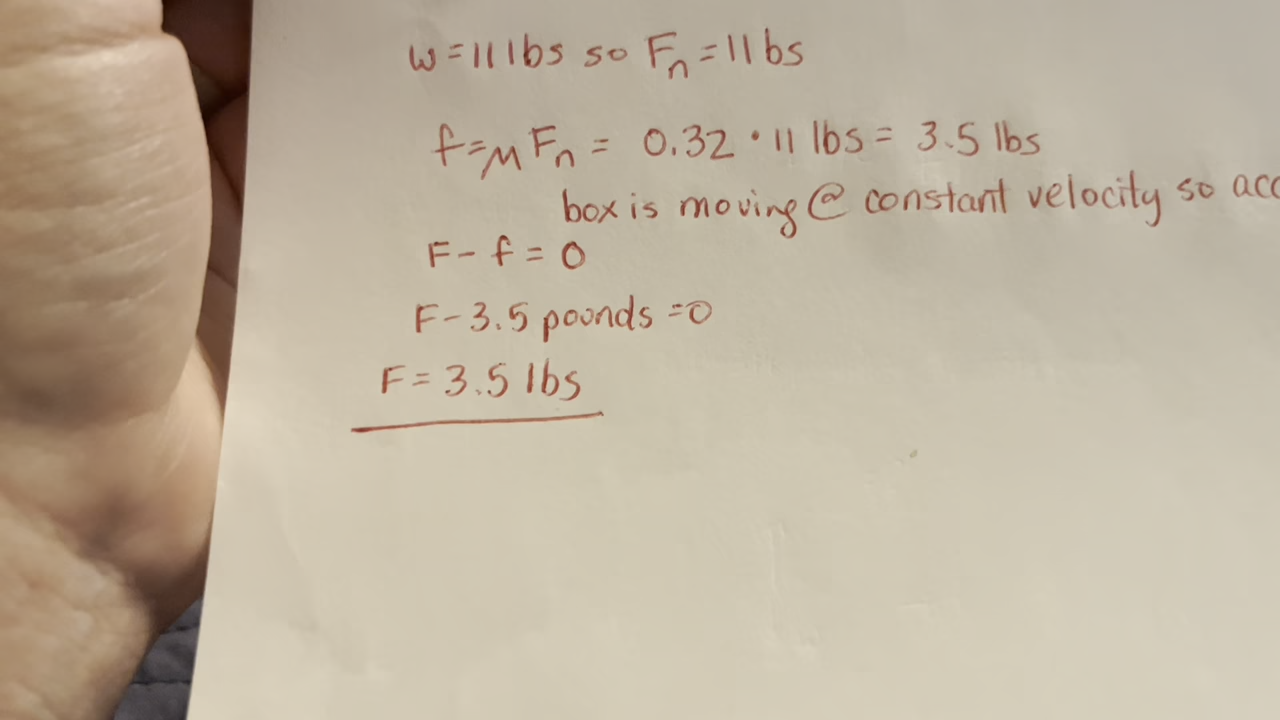 w = 11 lbs so Fn = 11 bs
f = μFn = 0.32 · 11 lbs = 3.5 lbs
box is moving @ constant velocity so
F - f = 0
F - 3.5 pounds = 0
F = 3.5 lbs